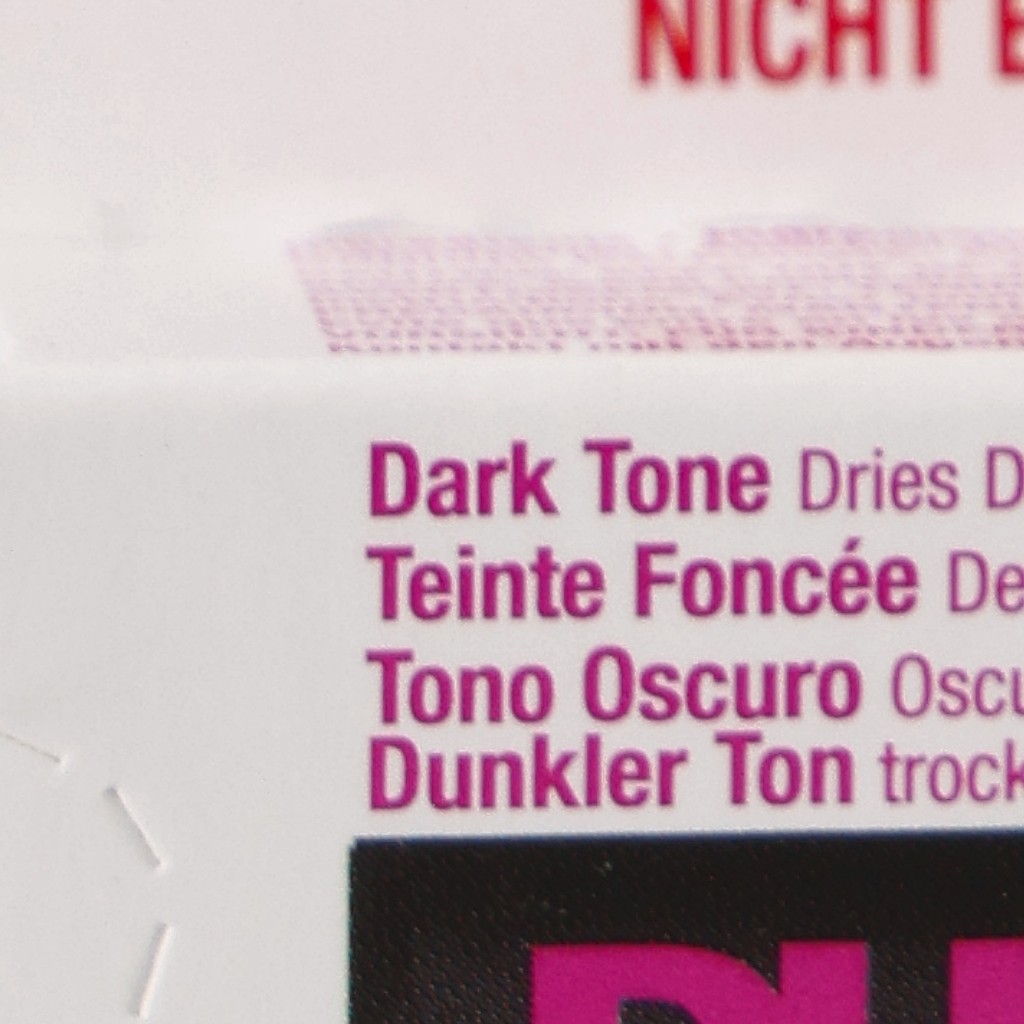 NICHT
Dark Tone Dries
Teinte Foncée
Tono Oscuro
Dunkler Ton